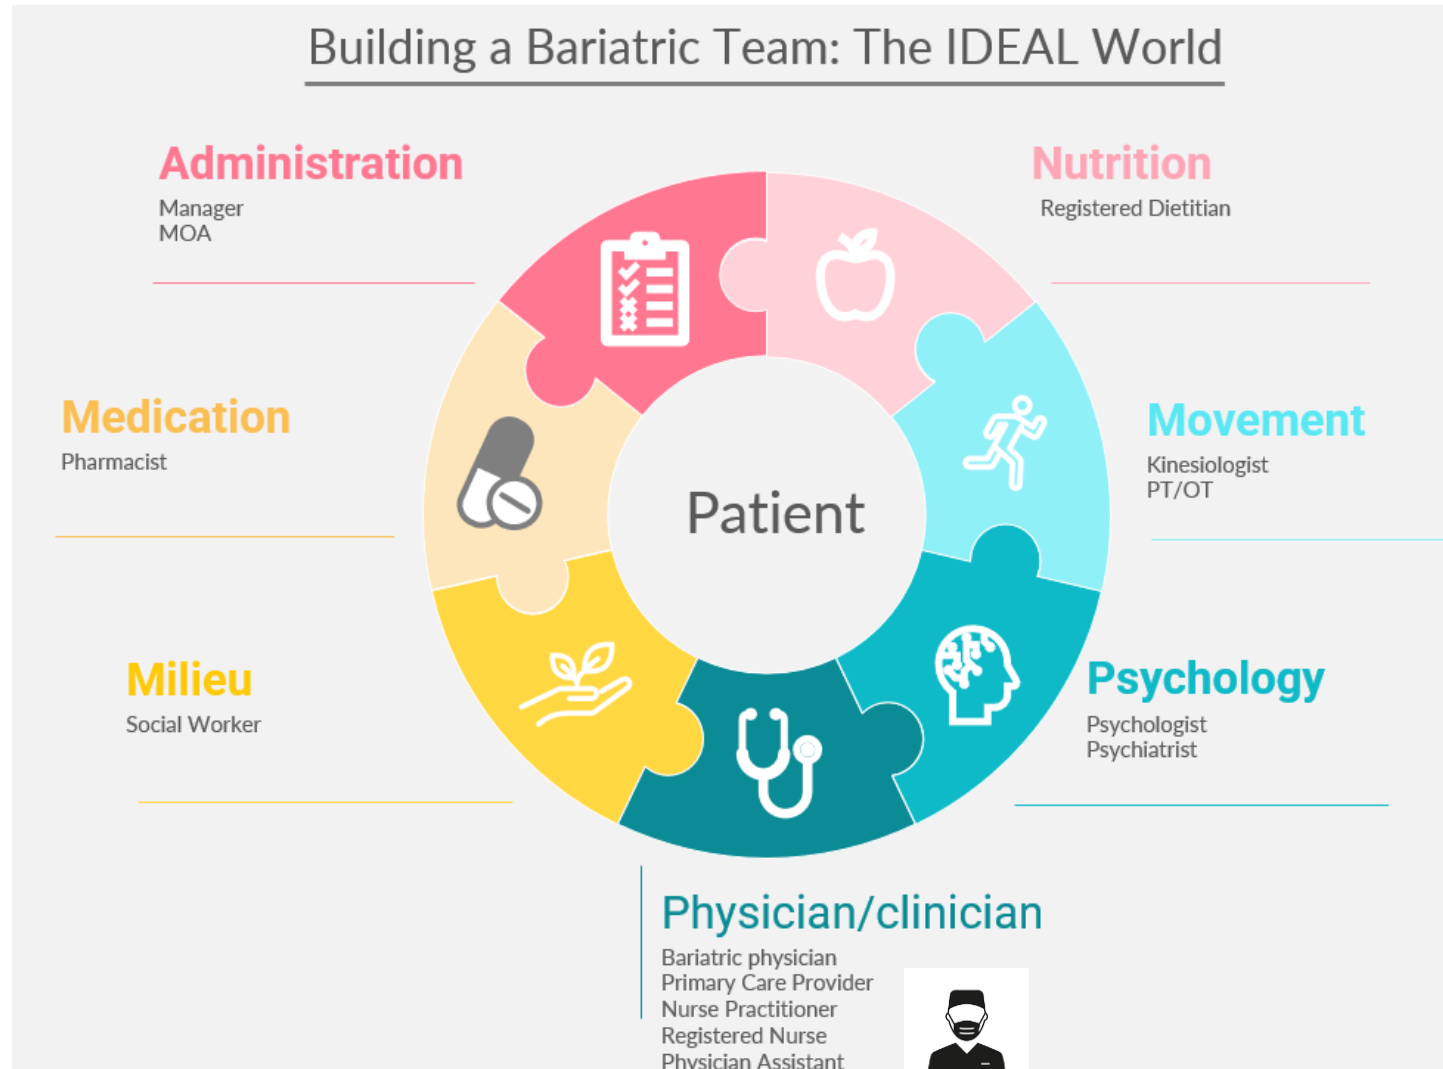 Building a Bariatric Team: The IDEAL World
Administration
Manager
MOA
Nutrition
Registered Dietitian
Medication
Pharmacist
Patient
Movement
Kinesiologist
PT/OT
Milieu
Social Worker
Psychology
Psychologist
Psychiatrist
Physician/clinician
Bariatric physician
Primary Care Provider
Nurse Practitioner
Registered Nurse
Physician Assistant